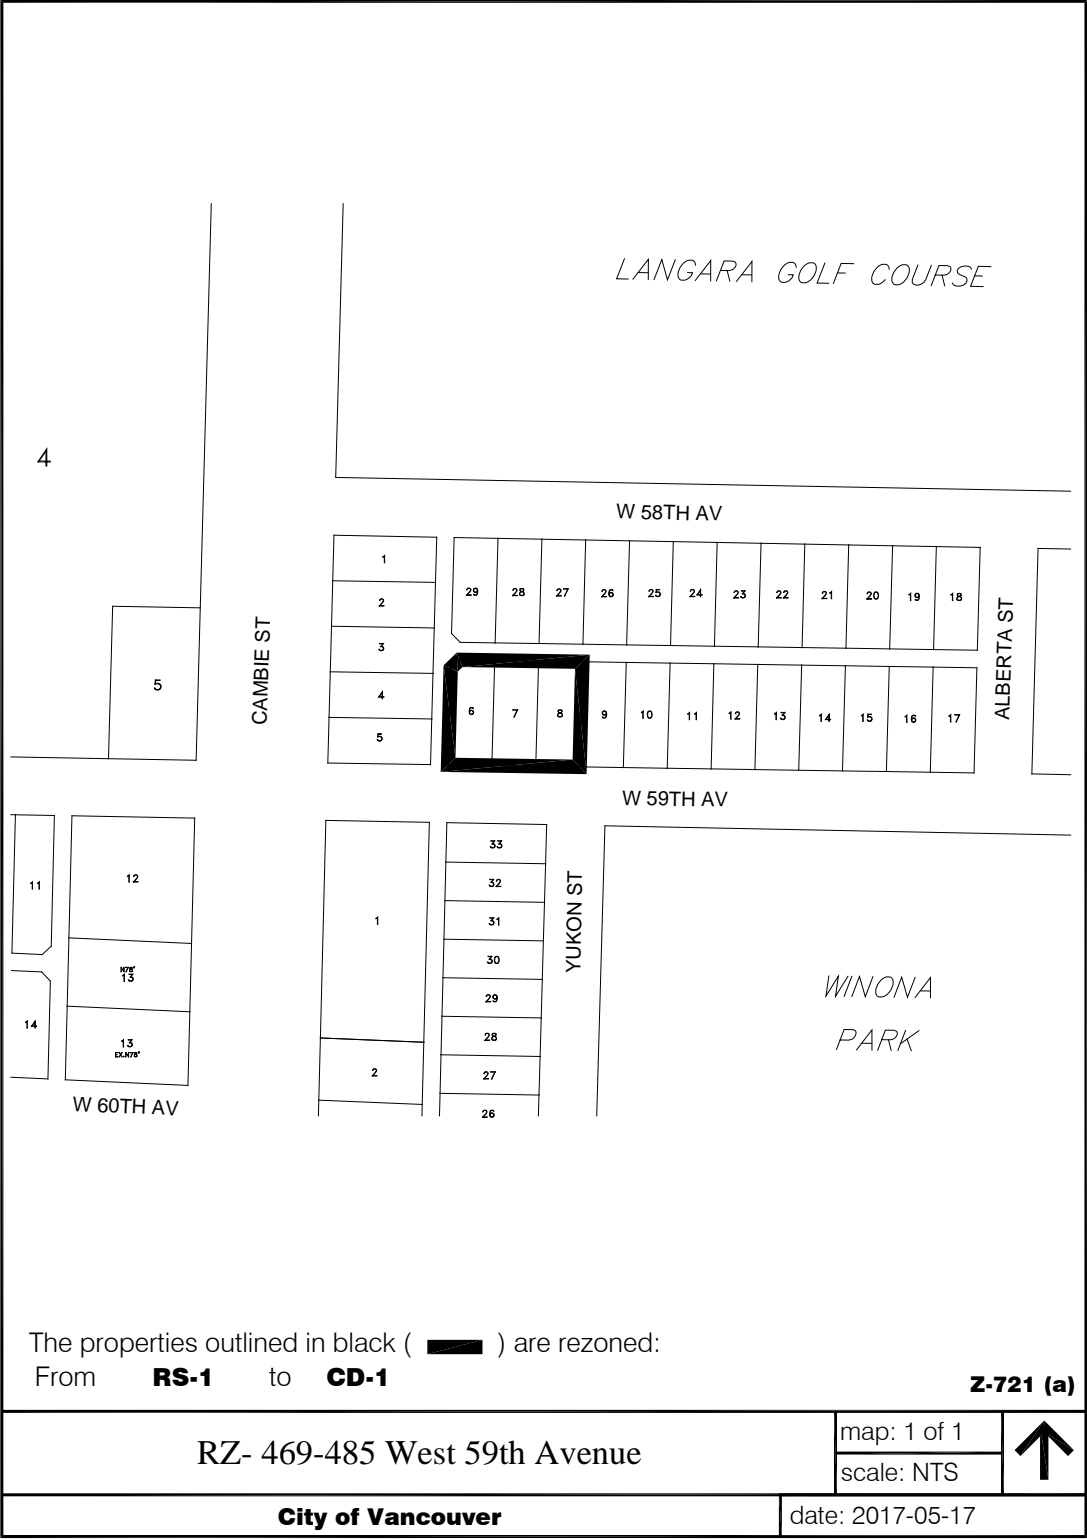 LANGARA GOLF COURSE
4
W 58TH AV
1
2
3
4
5
29 28 27 26 25 24 23 22 21 20 19 18
CAMBIE ST
ALBERTA ST
5
6 7 8 9 10 11 12 13 14 15 16 17
W 59TH AV
11
12
N78'
13
13
EX.N78'
14
1
2
33
32
31
30
29
28
27
26
YUKON ST
WINONA
PARK
W 60TH AV
The properties outlined in black ( ) are rezoned:
From RS-1 to CD-1
Z-721 (a)
RZ- 469-485 West 59th Avenue
map: 1 of 1
scale: NTS
City of Vancouver
date: 2017-05-17